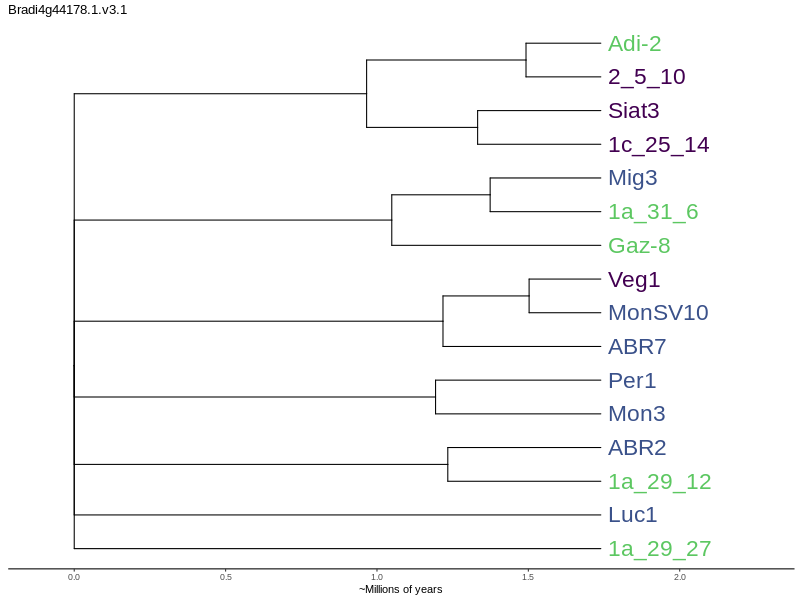 Bradi4g44178.1.v3.1
Adi-2
2_5_10
Siat3
1c_25_14
Mig3
1a_31_6
Gaz-8
Veg1
MonSV10
ABR7
Per1
Mon3
ABR2
1a_29_12
Luc1
1a_29_27
0.0 0.5 1.0 1.5 2.0
~Millions of years